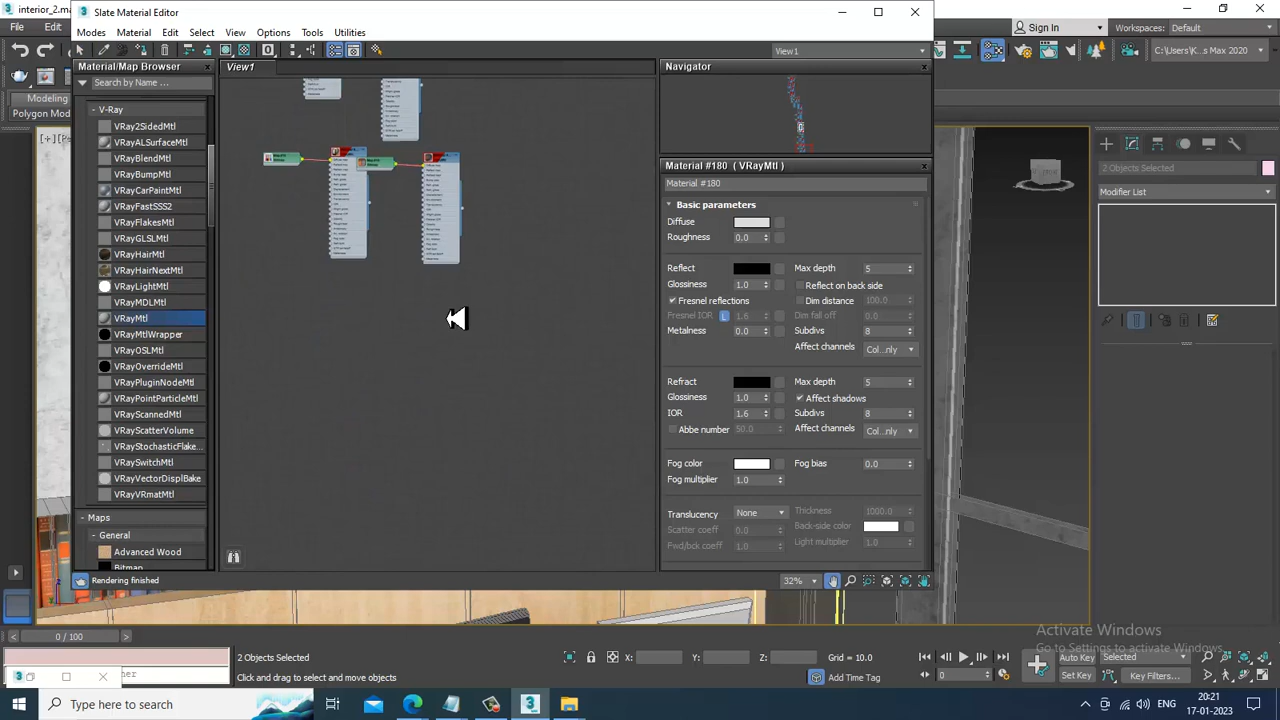 interior_2.ma
Slate Material Editor
File
Modes
Material
Edit
Select
View
Options
Tools
Utilities
Sign In
Workspaces: Default
View1
C:\Users\K...s Max 2020
Material/Map Browser
View1
Navigator
Search by Name ...
Modeling
Polygon Model
V-Ray
VRay2SidedMtl
VRayALSurfaceMtl
VRayBlendMtl
VRayBumpMtl
VRayCarPaintMtl
VRayFastSSS2
VRayFlakesMtl
VRayGLSLMtl
VRayHairMtl
VRayHairNextMtl
VRayLightMtl
VRayMDLMtl
VRayMtl
VRayMtlWrapper
VRayOSLMtl
VRayOverrideMtl
VRayPluginNodeMtl
VRayPointParticleMtl
VRayScannedMtl
VRayScatterVolume
VRayStochasticFlake...
VRaySwitchMtl
VRayVectorDisplBake
VRayVRmatMtl
Maps
General
Advanced Wood
Bitmap
Rendering finished
Material #180 ( VRayMtl )
Material #180
Basic parameters
Diffuse
Roughness 0.0
Reflect Max depth 5
Glossiness 1.0 Reflect on back side
Fresnel reflections Dim distance 100.0
Fresnel IOR L 1.6 Dim fall off 0.0
Metalness 0.0 Subdivs 8
Affect channels Col...nly
Refract Max depth 5
Glossiness 1.0 Affect shadows
IOR 1.6 Subdivs 8
Abbe number 50.0 Affect channels Col...nly
Fog color Fog bias 0.0
Fog multiplier 1.0
Translucency None Thickness 1000.0
Scatter coeff 0.0 Back-side color
Fwd/bck coeff 1.0 Light multiplier 1.0
32%
2 Objects Selected
Modifier List
[+] [P
0 / 100
2 Objects Selected
Click and drag to select and move objects
X:
Y:
Z:
Grid = 10.0
Add Time Tag
Activate Windows
Go to Settings to activate Windows.
Auto Key
Selected
Set Key
Key Filters...
0
Type here to search
ENG
20:21
17-01-2023